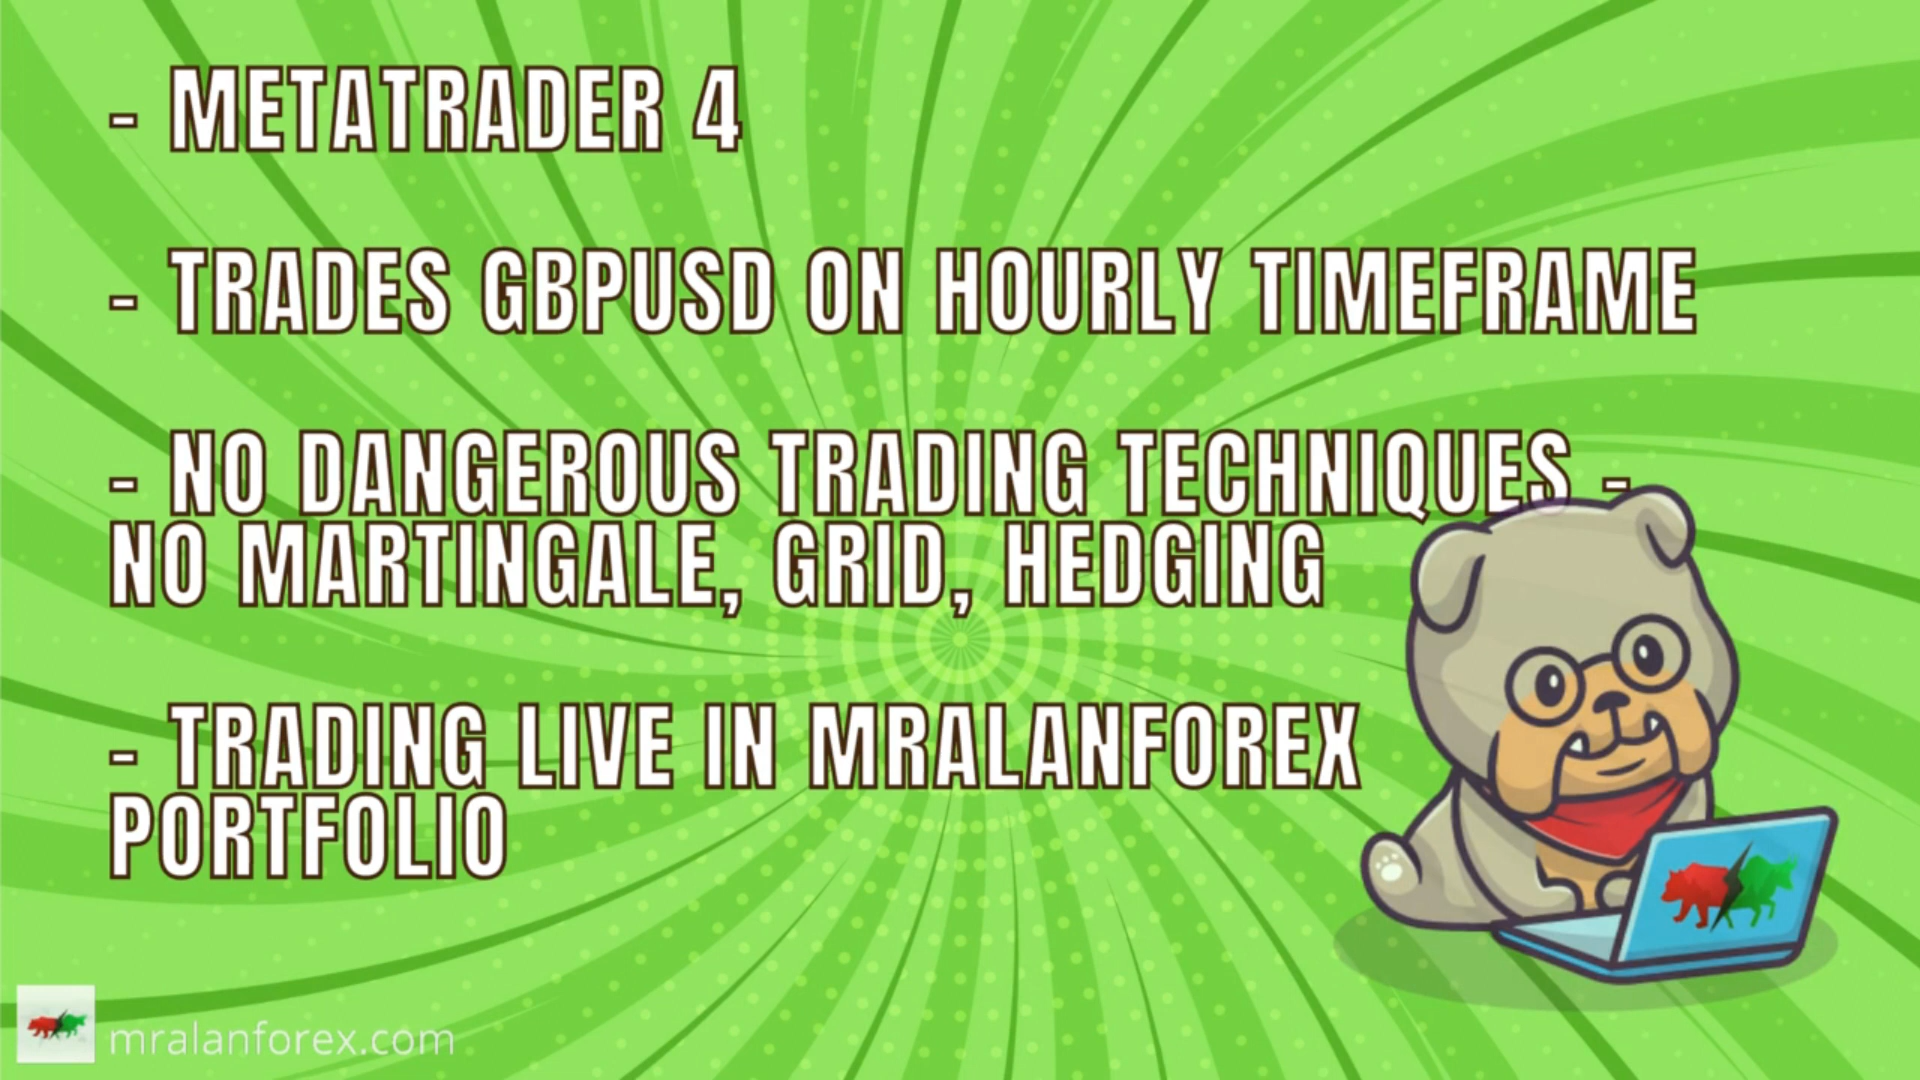 - METATRADER 4
- TRADES GBPUSD ON HOURLY TIMEFRAME
- NO DANGEROUS TRADING TECHNIQUES -
NO MARTINGALE, GRID, HEDGING
- TRADING LIVE IN MRALANFOREX
PORTFOLIO
mralanforex.com